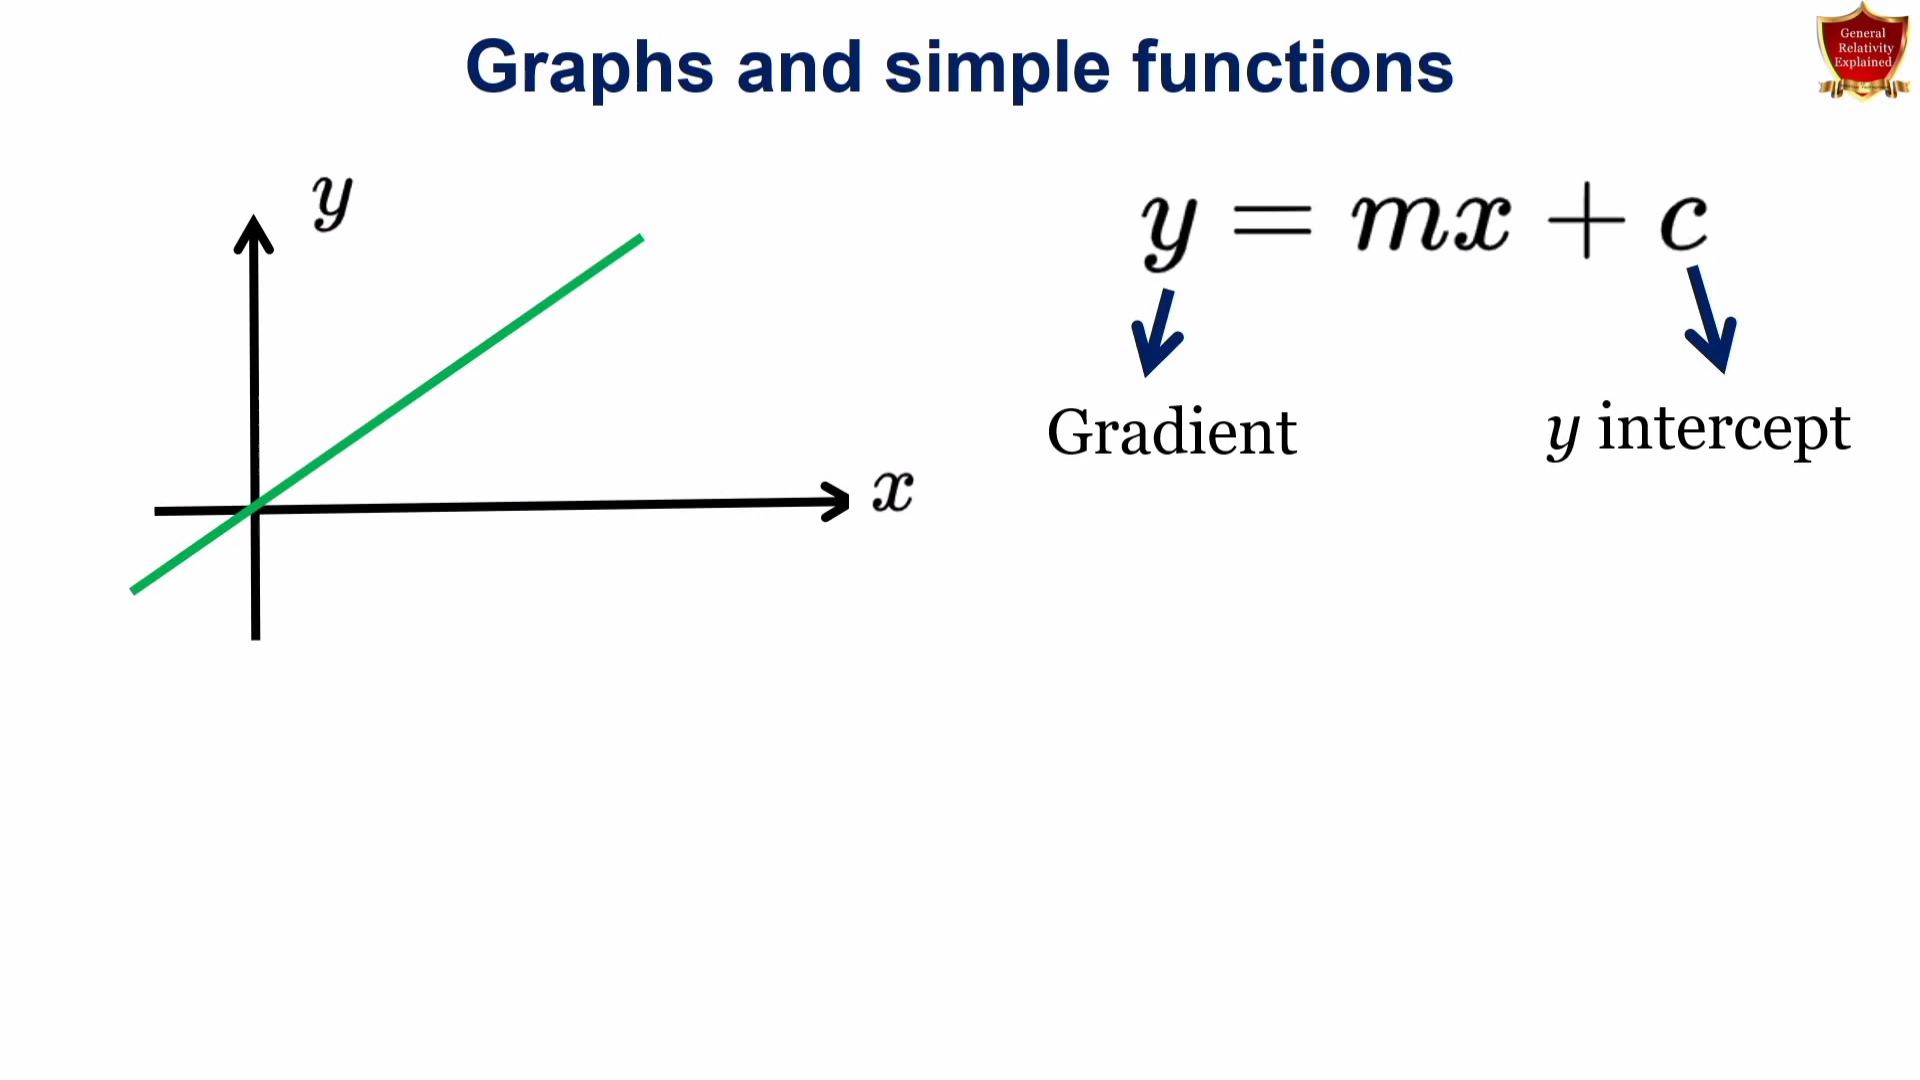 Graphs and simple functions
General
Relativity
Explained
y
y = mx + c
Gradient
y intercept
x